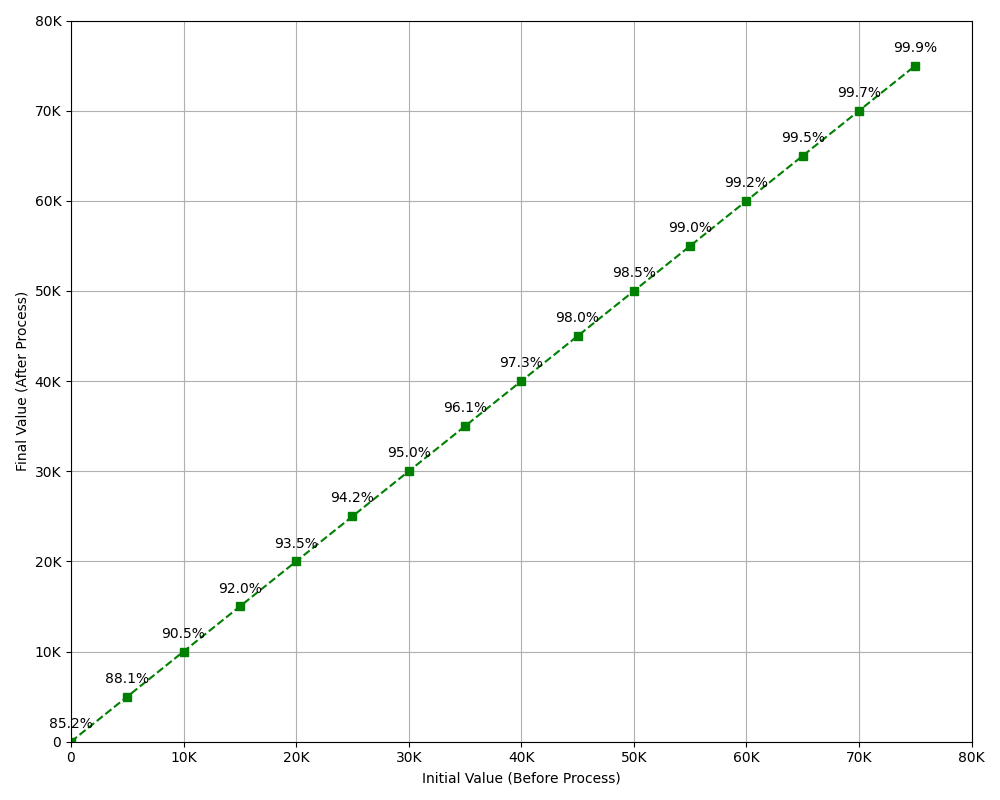 80K
70K
60K
50K
40K
30K
20K
10K
0
Final Value (After Process)
99.9%
99.7%
99.5%
99.2%
99.0%
98.5%
98.0%
97.3%
96.1%
95.0%
94.2%
93.5%
92.0%
90.5%
88.1%
85.2%
0 10K 20K 30K 40K 50K 60K 70K 80K
Initial Value (Before Process)